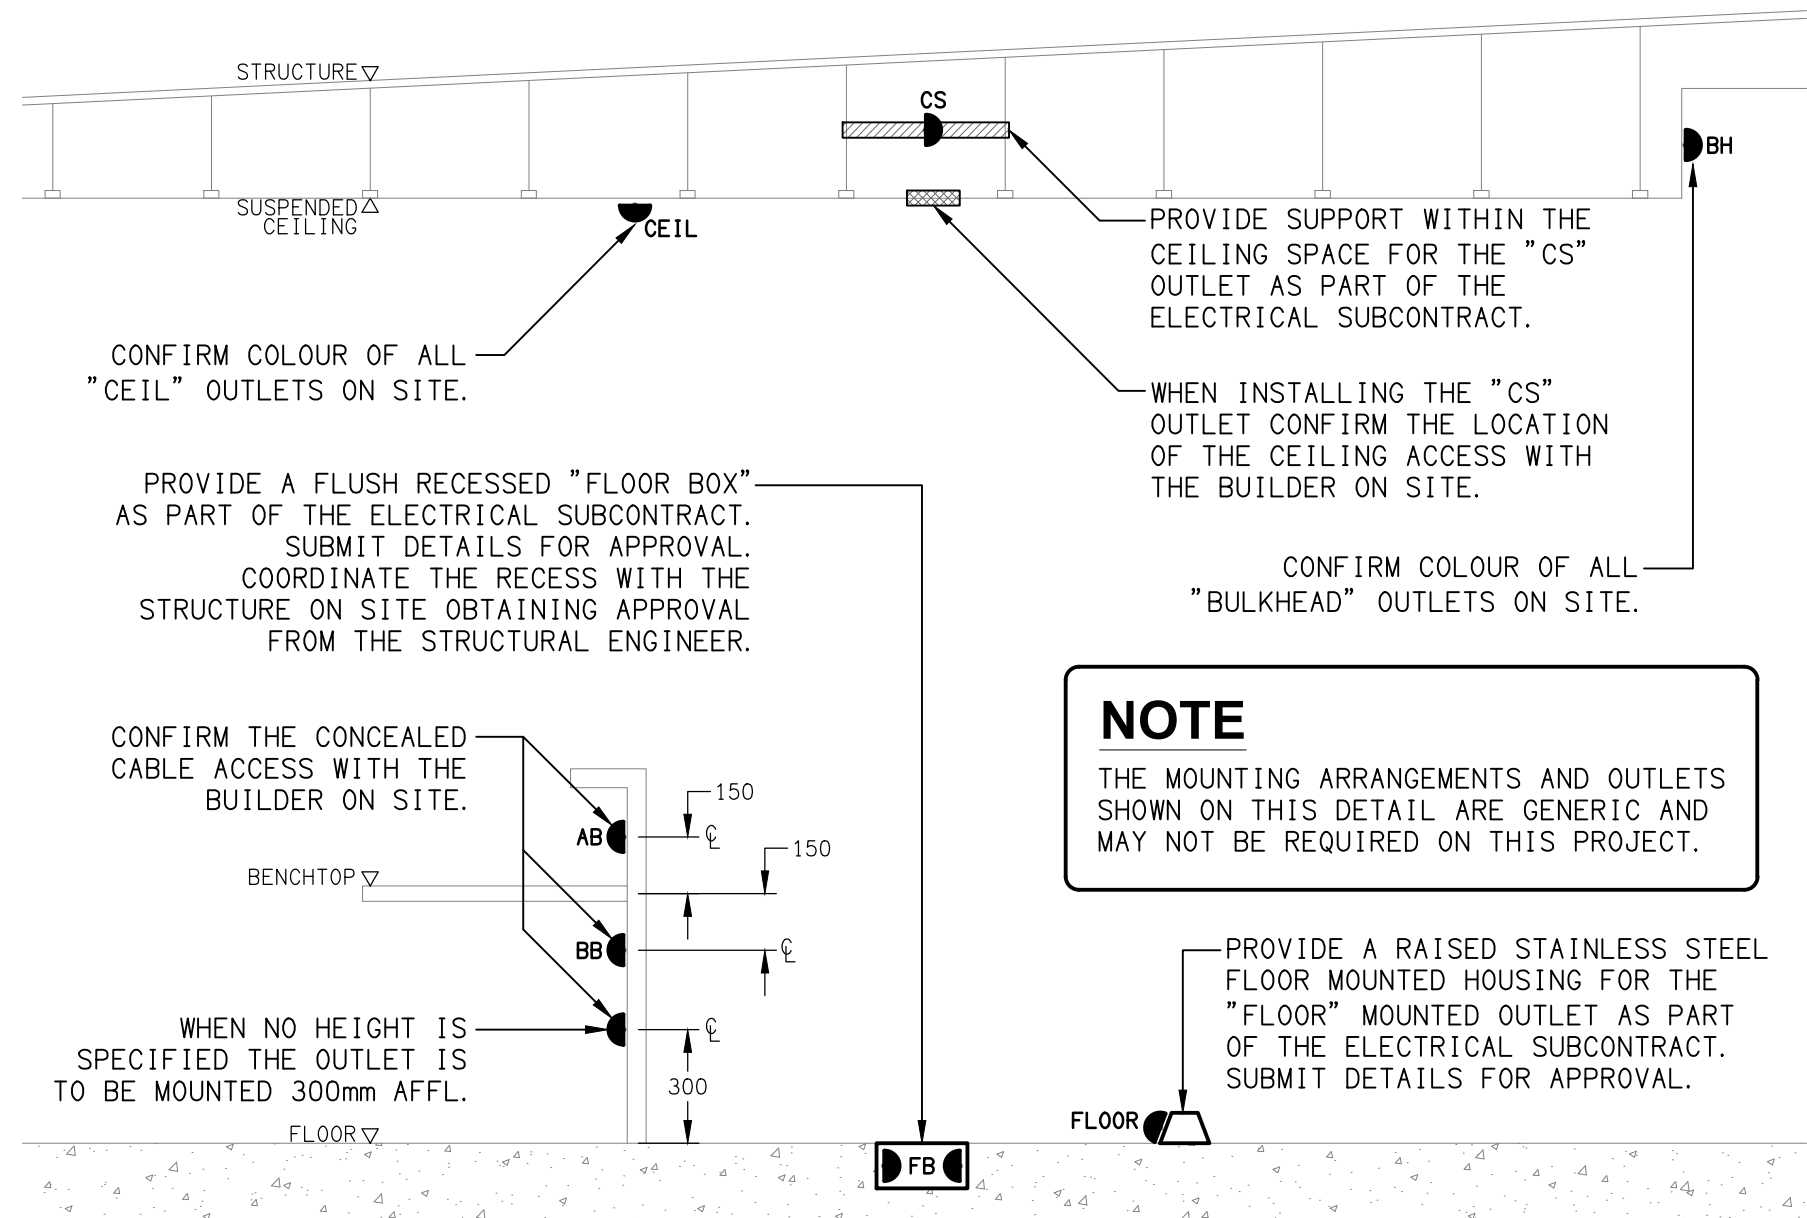 STRUCTURE
CS
BH
SUSPENDED
CEILING
CEIL
PROVIDE SUPPORT WITHIN THE
CEILING SPACE FOR THE "CS"
OUTLET AS PART OF THE
ELECTRICAL SUBCONTRACT.
CONFIRM COLOUR OF ALL
"CEIL" OUTLETS ON SITE.
WHEN INSTALLING THE "CS"
OUTLET CONFIRM THE LOCATION
OF THE CEILING ACCESS WITH
THE BUILDER ON SITE.
PROVIDE A FLUSH RECESSED "FLOOR BOX"
AS PART OF THE ELECTRICAL SUBCONTRACT.
SUBMIT DETAILS FOR APPROVAL.
COORDINATE THE RECESS WITH THE
STRUCTURE ON SITE OBTAINING APPROVAL
FROM THE STRUCTURAL ENGINEER.
CONFIRM COLOUR OF ALL
"BULKHEAD" OUTLETS ON SITE.
NOTE
THE MOUNTING ARRANGEMENTS AND OUTLETS
SHOWN ON THIS DETAIL ARE GENERIC AND
MAY NOT BE REQUIRED ON THIS PROJECT.
CONFIRM THE CONCEALED
CABLE ACCESS WITH THE
BUILDER ON SITE.
150
AB
℄
150
BENCHTOP
BB
℄
WHEN NO HEIGHT IS
SPECIFIED THE OUTLET IS
TO BE MOUNTED 300mm AFFL.
℄
300
PROVIDE A RAISED STAINLESS STEEL
FLOOR MOUNTED HOUSING FOR THE
"FLOOR" MOUNTED OUTLET AS PART
OF THE ELECTRICAL SUBCONTRACT.
SUBMIT DETAILS FOR APPROVAL.
FLOOR
FLOOR
FB